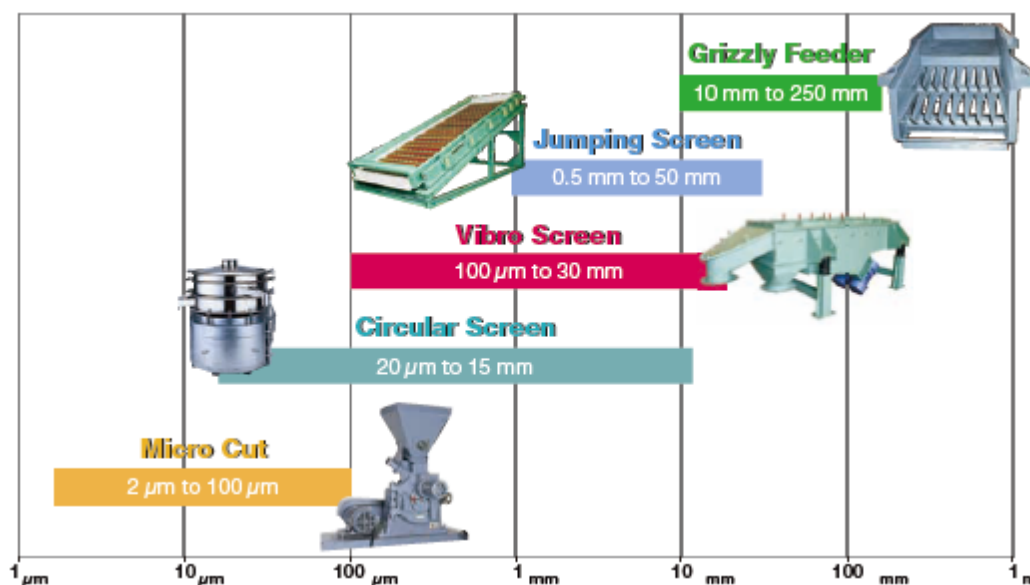 Grizzly Feeder
10 mm to 250 mm
Jumping Screen
0.5 mm to 50 mm
Vibro Screen
100 µm to 30 mm
Circular Screen
20 µm to 15 mm
Micro Cut
2 µm to 100 µm
1 µm 10 µm 100 µm 1 mm 10 mm 100 mm 1